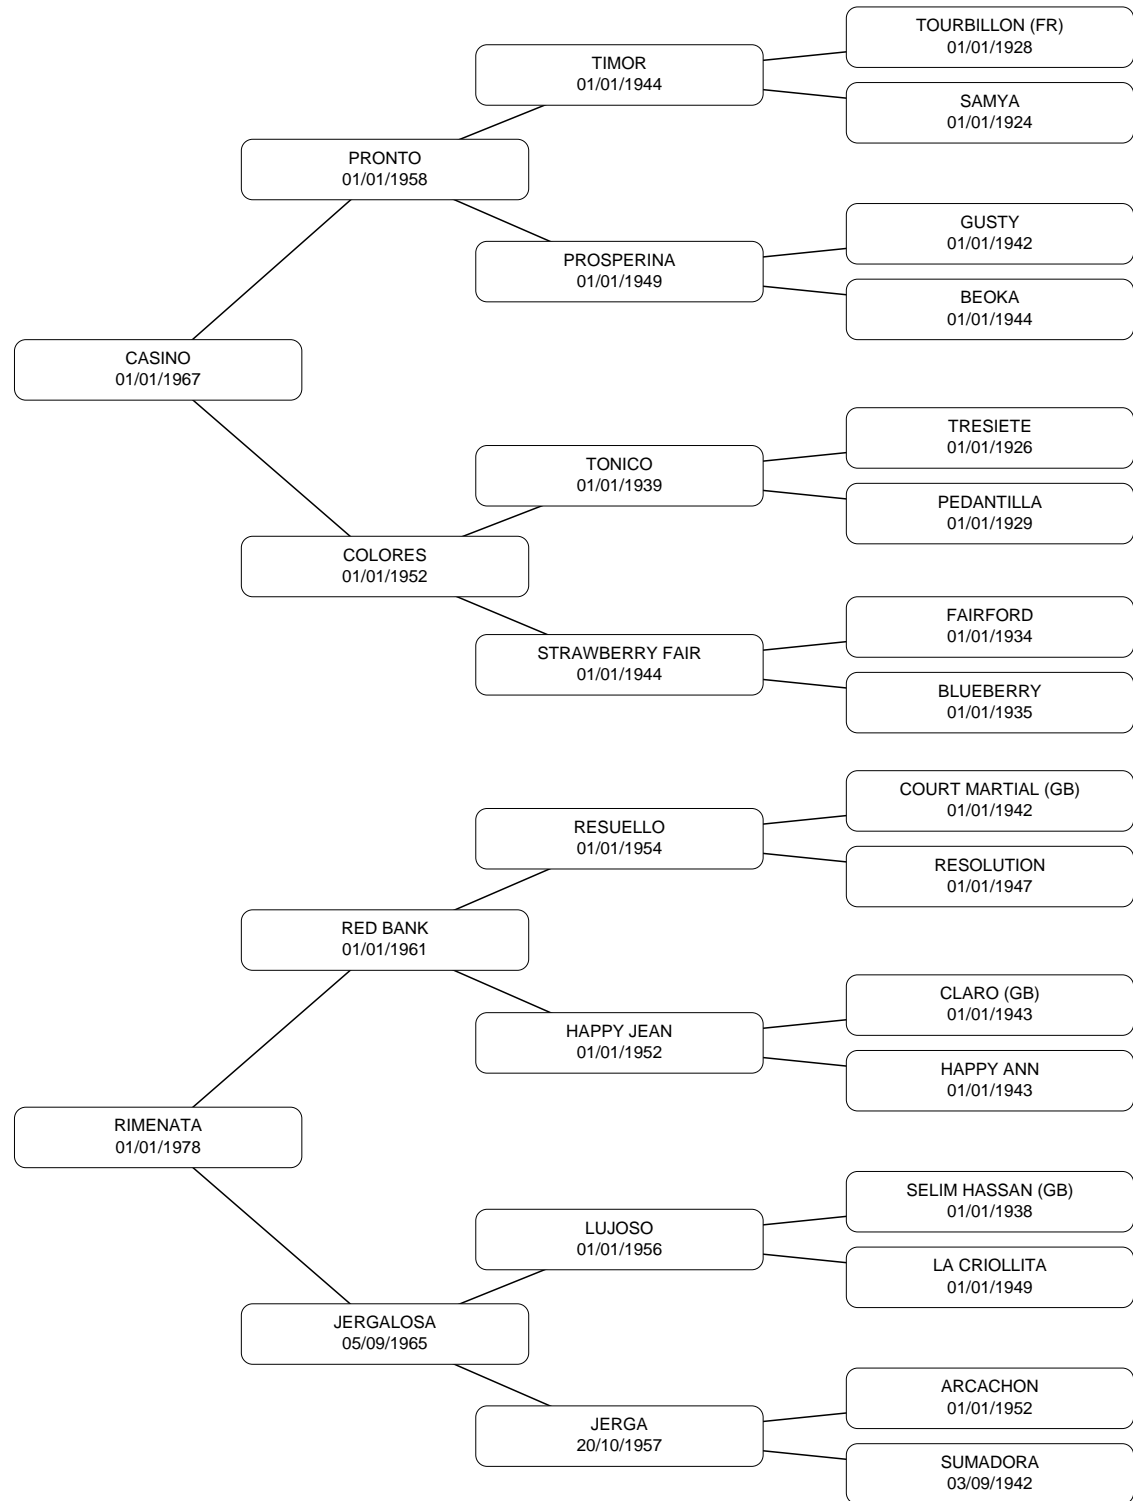 TOURBILLON (FR)
01/01/1928
TIMOR
01/01/1944
SAMYA
01/01/1924
PRONTO
01/01/1958
GUSTY
01/01/1942
PROSPERINA
01/01/1949
BEOKA
01/01/1944
CASINO
01/01/1967
TRESIETE
01/01/1926
TONICO
01/01/1939
PEDANTILLA
01/01/1929
COLORES
01/01/1952
FAIRFORD
01/01/1934
STRAWBERRY FAIR
01/01/1944
BLUEBERRY
01/01/1935
COURT MARTIAL (GB)
01/01/1942
RESUELLO
01/01/1954
RESOLUTION
01/01/1947
RED BANK
01/01/1961
CLARO (GB)
01/01/1943
HAPPY JEAN
01/01/1952
HAPPY ANN
01/01/1943
RIMENATA
01/01/1978
SELIM HASSAN (GB)
01/01/1938
LUJOSO
01/01/1956
LA CRIOLLITA
01/01/1949
JERGALOSA
05/09/1965
ARCACHON
01/01/1952
JERGA
20/10/1957
SUMADORA
03/09/1942